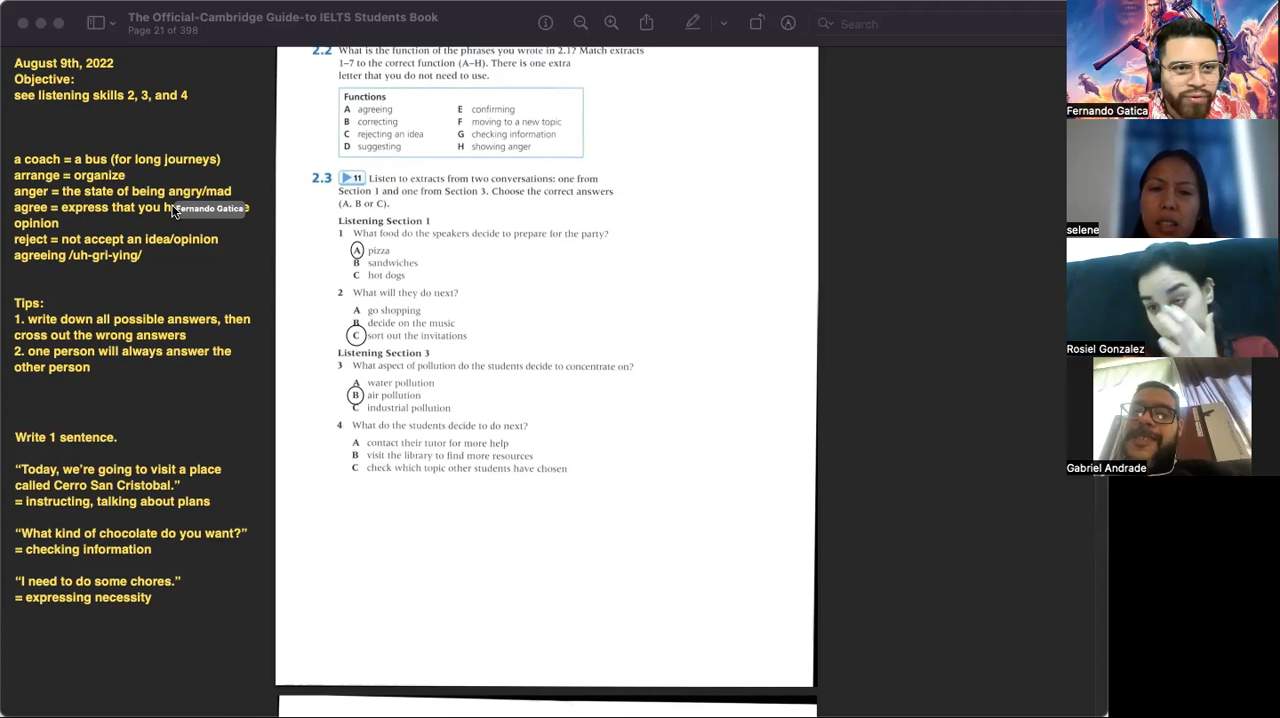 The Official-Cambridge Guide-to IELTS Students Book
Page 21 of 398
Search
August 9th, 2022
Objective:
see listening skills 2, 3, and 4
a coach = a bus (for long journeys)
arrange = organize
anger = the state of being angry/mad
agree = express that you
opinion
reject = not accept an idea/opinion
agreeing /uh-gri-ying/
Fernando Gatica
Tips:
1. write down all possible answers, then
cross out the wrong answers
2. one person will always answer the
other person
Write 1 sentence.
“Today, we’re going to visit a place
called Cerro San Cristobal.”
= instructing, talking about plans
“What kind of chocolate do you want?”
= checking information
“I need to do some chores.”
= expressing necessity
2.2 What is the function of the phrases you wrote in 2.1? Match extracts
1–7 to the correct function (A–H). There is one extra
letter that you do not need to use.
Functions
A agreeing
B correcting
C rejecting an idea
D suggesting
E confirming
F moving to a new topic
G checking information
H showing anger
2.3 11 Listen to extracts from two conversations: one from
Section 1 and one from Section 3. Choose the correct answers
(A, B or C).
Listening Section 1
1 What food do the speakers decide to prepare for the party?
A pizza
B sandwiches
C hot dogs
2 What will they do next?
A go shopping
B decide on the music
C sort out the invitations
Listening Section 3
3 What aspect of pollution do the students decide to concentrate on?
A water pollution
B air pollution
C industrial pollution
4 What do the students decide to do next?
A contact their tutor for more help
B visit the library to find more resources
C check which topic other students have chosen
Fernando Gatica
selene
Rosiel Gonzalez
Gabriel Andrade